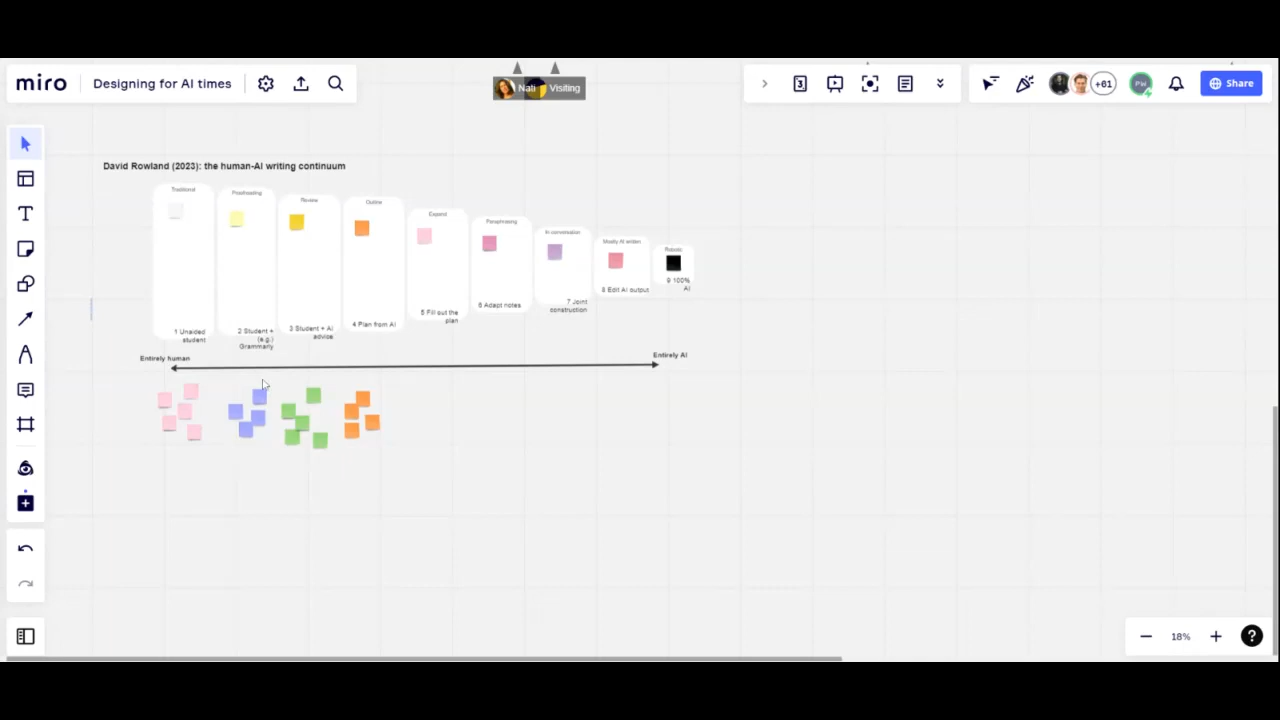 miro
Designing for AI times
Nati
Visiting
3
+61
PW
Share
David Rowland (2023): the human-AI writing continuum
Traditional
Proofreading
Review
Outline
Expand
Paraphrasing
AI conversation
Mostly AI written
Robotic
1 Unaided
student
2 Student +
(e.g.)
Grammarly
3 Student + AI
advice
4 Plan from AI
5 Fill out the
plan
6 Adapt notes
7 Joint
construction
8 Edit AI output
9 100%
AI
Entirely human
Entirely AI
18%
?